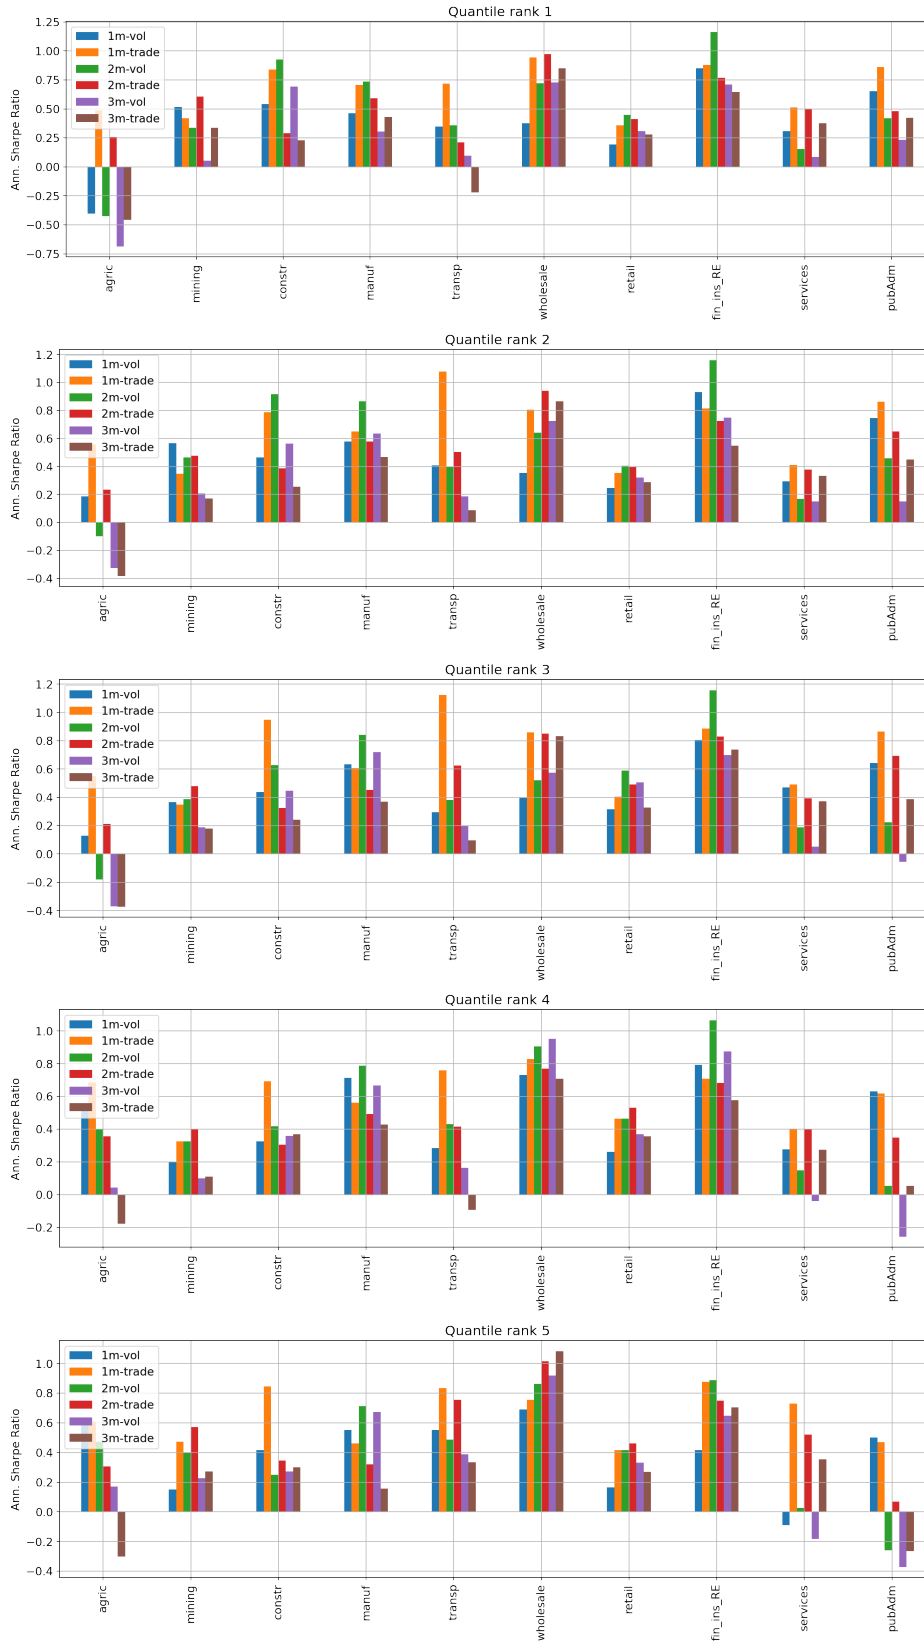 Quantile rank 1
Ann. Sharpe Ratio
1.25
1.00
0.75
0.50
0.25
0.00
−0.25
−0.50
−0.75
1m-vol
1m-trade
2m-vol
2m-trade
3m-vol
3m-trade
agric
mining
constr
manuf
transp
wholesale
retail
fin_ins_RE
services
pubAdm
Quantile rank 2
Ann. Sharpe Ratio
1.2
1.0
0.8
0.6
0.4
0.2
0.0
−0.2
−0.4
1m-vol
1m-trade
2m-vol
2m-trade
3m-vol
3m-trade
agric
mining
constr
manuf
transp
wholesale
retail
fin_ins_RE
services
pubAdm
Quantile rank 3
Ann. Sharpe Ratio
1.2
1.0
0.8
0.6
0.4
0.2
0.0
−0.2
−0.4
1m-vol
1m-trade
2m-vol
2m-trade
3m-vol
3m-trade
agric
mining
constr
manuf
transp
wholesale
retail
fin_ins_RE
services
pubAdm
Quantile rank 4
Ann. Sharpe Ratio
1.0
0.8
0.6
0.4
0.2
0.0
−0.2
1m-vol
1m-trade
2m-vol
2m-trade
3m-vol
3m-trade
agric
mining
constr
manuf
transp
wholesale
retail
fin_ins_RE
services
pubAdm
Quantile rank 5
Ann. Sharpe Ratio
1.0
0.8
0.6
0.4
0.2
0.0
−0.2
−0.4
1m-vol
1m-trade
2m-vol
2m-trade
3m-vol
3m-trade
agric
mining
constr
manuf
transp
wholesale
retail
fin_ins_RE
services
pubAdm